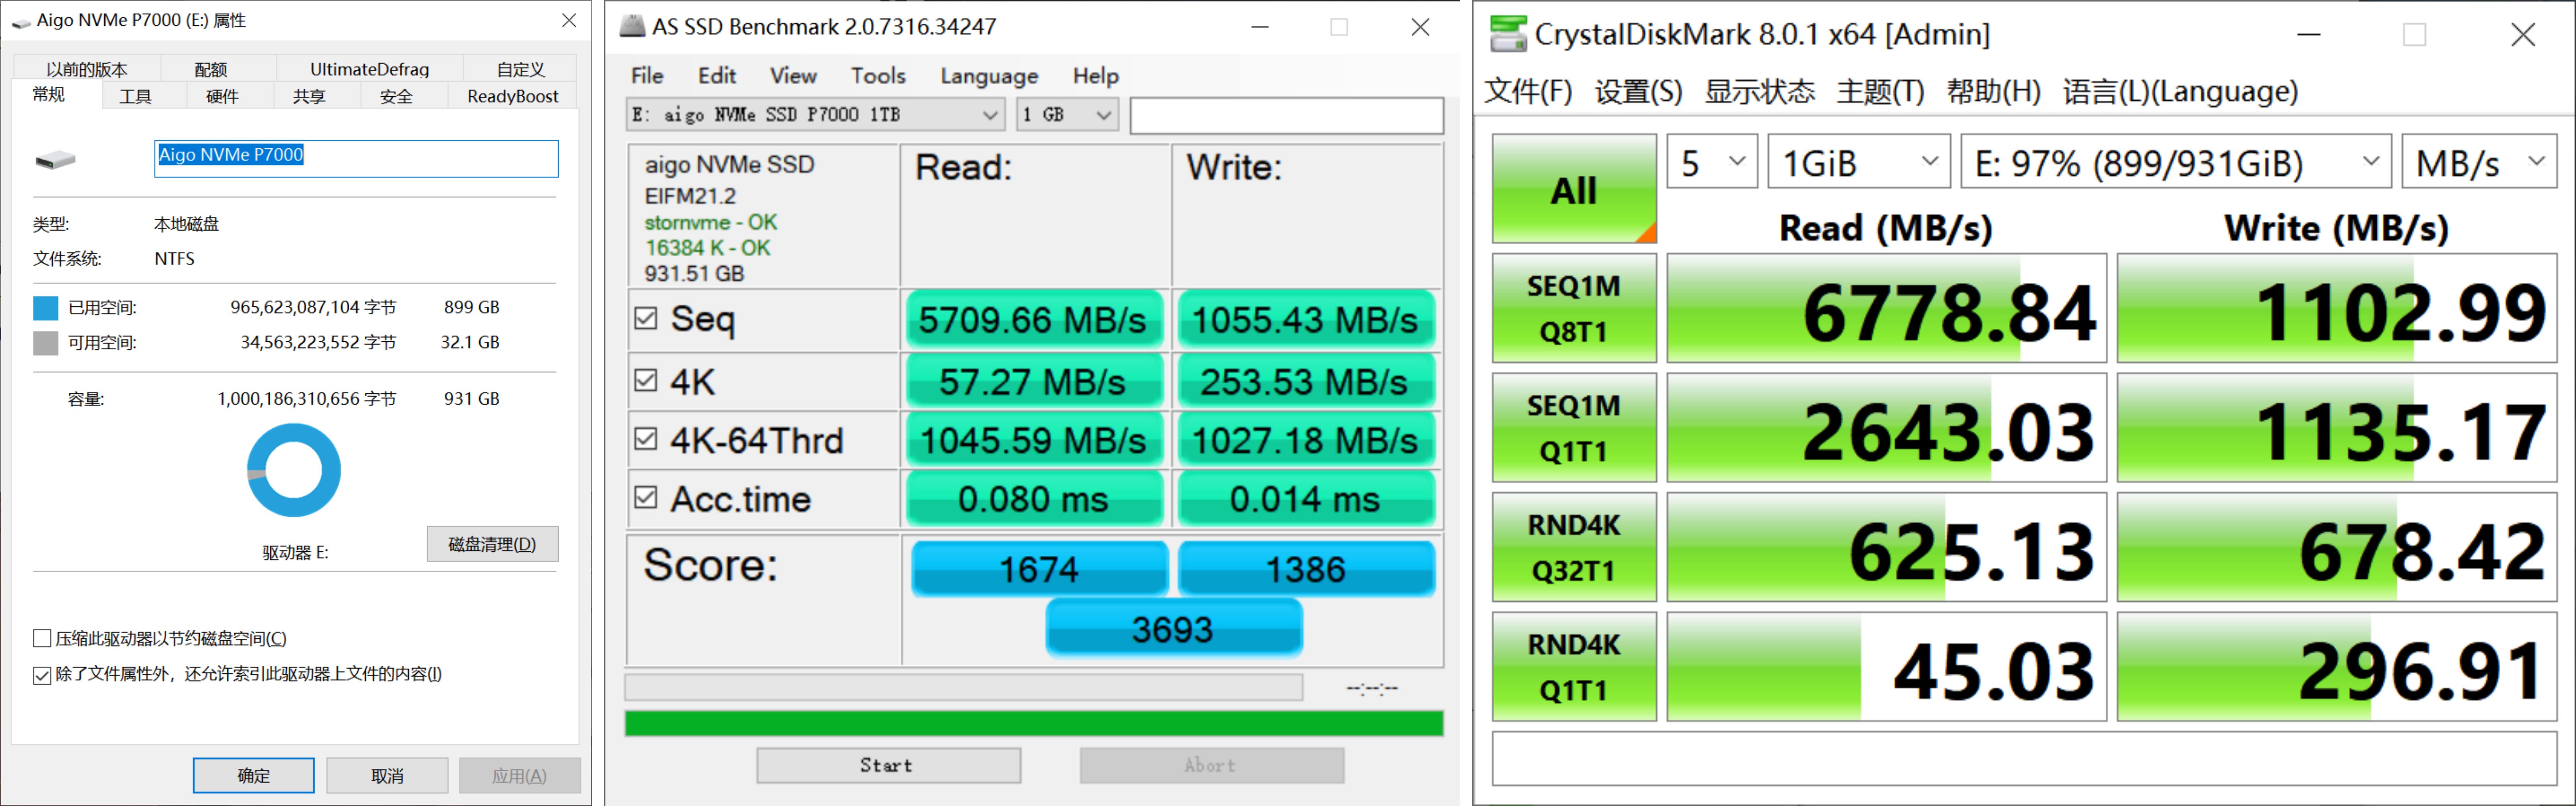 Aigo NVMe P7000 (E:) 属性
以前的版本 配额 UltimateDefrag 自定义
常规 工具 硬件 共享 安全 ReadyBoost
Aigo NVMe P7000
类型: 本地磁盘
文件系统: NTFS
已用空间: 965,623,087,104 字节 899 GB
可用空间: 34,563,223,552 字节 32.1 GB
容量: 1,000,186,310,656 字节 931 GB
驱动器 E: 磁盘清理(D)
压缩此驱动器以节约磁盘空间(C)
除了文件属性外，还允许索引此驱动器上文件的内容(I)
确定 取消 应用(A)
AS SSD Benchmark 2.0.7316.34247
File Edit View Tools Language Help
E: aigo NVMe SSD P7000 1TB 1 GB
aigo NVMe SSD Read: Write:
EIFM21.2
stornvme - OK
16384 K - OK
931.51 GB
Seq 5709.66 MB/s 1055.43 MB/s
4K 57.27 MB/s 253.53 MB/s
4K-64Thrd 1045.59 MB/s 1027.18 MB/s
Acc.time 0.080 ms 0.014 ms
Score: 1674 1386
3693
--:--:--
Start Abort
CrystalDiskMark 8.0.1 x64 [Admin]
文件(F) 设置(S) 显示状态 主题(T) 帮助(H) 语言(L)(Language)
All 5 1GiB E: 97% (899/931GiB) MB/s
Read (MB/s) Write (MB/s)
SEQ1M
Q8T1 6778.84 1102.99
SEQ1M
Q1T1 2643.03 1135.17
RND4K
Q32T1 625.13 678.42
RND4K
Q1T1 45.03 296.91